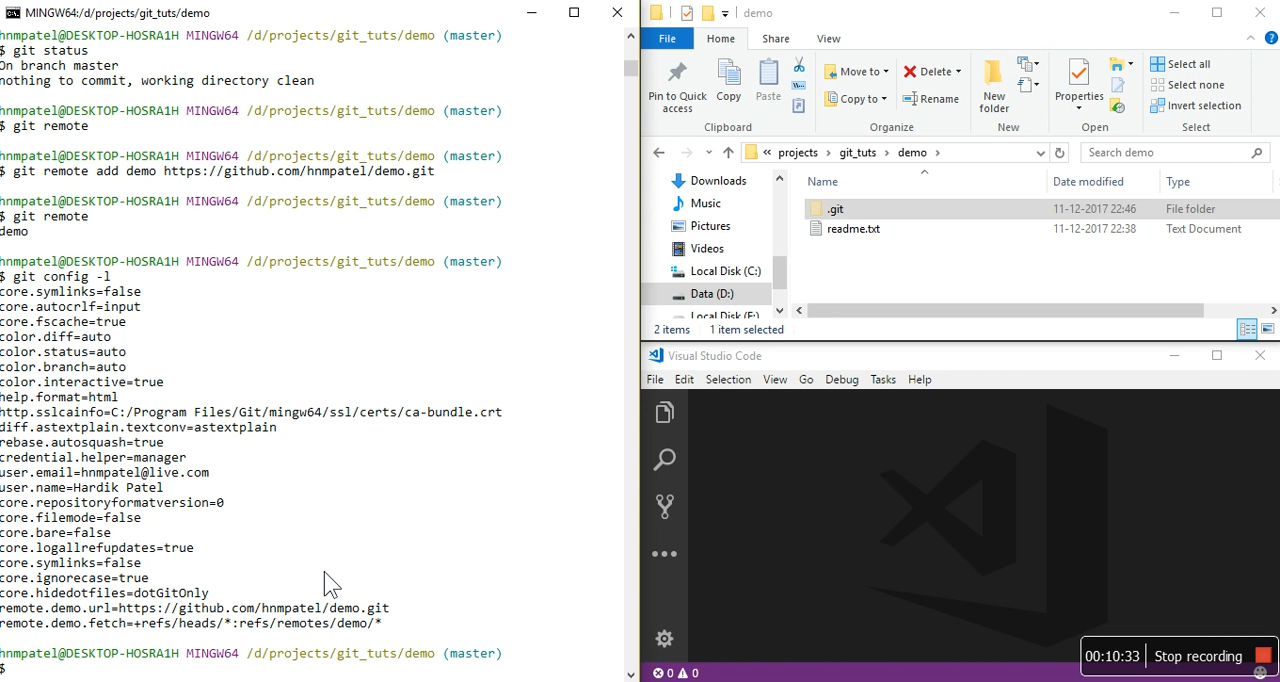 MINGW64:/d/projects/git_tuts/demo
hnmpatel@DESKTOP-HOSRA1H MINGW64 /d/projects/git_tuts/demo (master)
$ git status
On branch master
nothing to commit, working directory clean
hnmpatel@DESKTOP-HOSRA1H MINGW64 /d/projects/git_tuts/demo (master)
$ git remote
hnmpatel@DESKTOP-HOSRA1H MINGW64 /d/projects/git_tuts/demo (master)
$ git remote add demo https://github.com/hnmpatel/demo.git
hnmpatel@DESKTOP-HOSRA1H MINGW64 /d/projects/git_tuts/demo (master)
$ git remote
demo
hnmpatel@DESKTOP-HOSRA1H MINGW64 /d/projects/git_tuts/demo (master)
$ git config -l
core.symlinks=false
core.autocrlf=input
core.fscache=true
color.diff=auto
color.status=auto
color.branch=auto
color.interactive=true
help.format=html
http.sslcainfo=C:/Program Files/Git/mingw64/ssl/certs/ca-bundle.crt
diff.astextplain.textconv=astextplain
rebase.autosquash=true
credential.helper=manager
user.email=hnmpatel@live.com
user.name=Hardik Patel
core.repositoryformatversion=0
core.filemode=false
core.bare=false
core.logallrefupdates=true
core.symlinks=false
core.ignorecase=true
core.hidedotfiles=dotGitOnly
remote.demo.url=https://github.com/hnmpatel/demo.git
remote.demo.fetch=+refs/heads/*:refs/remotes/demo/*
hnmpatel@DESKTOP-HOSRA1H MINGW64 /d/projects/git_tuts/demo (master)
$
demo
File Home Share View
Pin to Quick access
Copy
Paste
Move to
Copy to
Delete
Rename
New folder
Properties
Select all
Select none
Invert selection
Clipboard Organize New Open Select
« projects › git_tuts › demo ›
Search demo
Name Date modified Type
.git 11-12-2017 22:46 File folder
readme.txt 11-12-2017 22:38 Text Document
Downloads
Music
Pictures
Videos
Local Disk (C:)
Data (D:)
Local Disk (E:)
2 items 1 item selected
Visual Studio Code
File Edit Selection View Go Debug Tasks Help
0 0
00:10:33 Stop recording